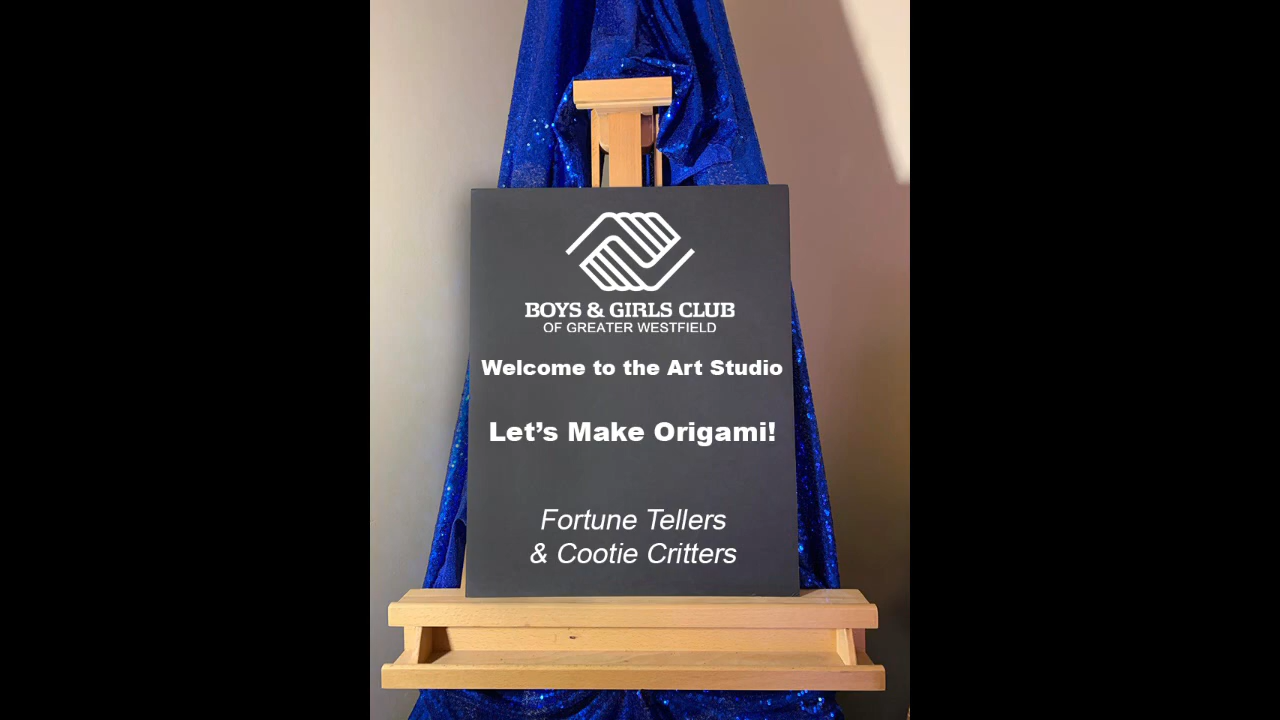 BOYS & GIRLS CLUB
OF GREATER WESTFIELD
Welcome to the Art Studio
Let’s Make Origami!
Fortune Tellers
& Cootie Critters